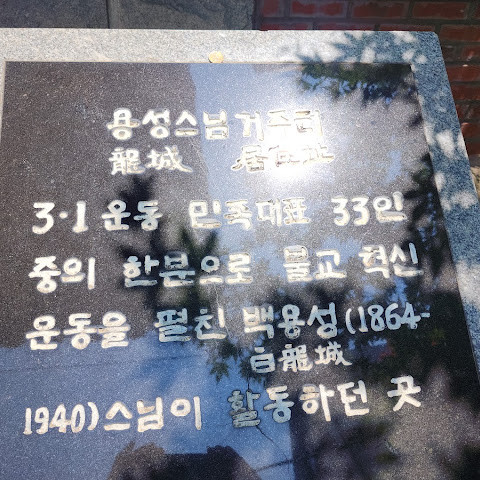 용성스님거주터
龍城 居住址
3·1 운동 민족대표 33인
중의 한분으로 불교 혁신
운동을 펼친 백용성(1864-
白龍城
1940)스님이 활동하던 곳